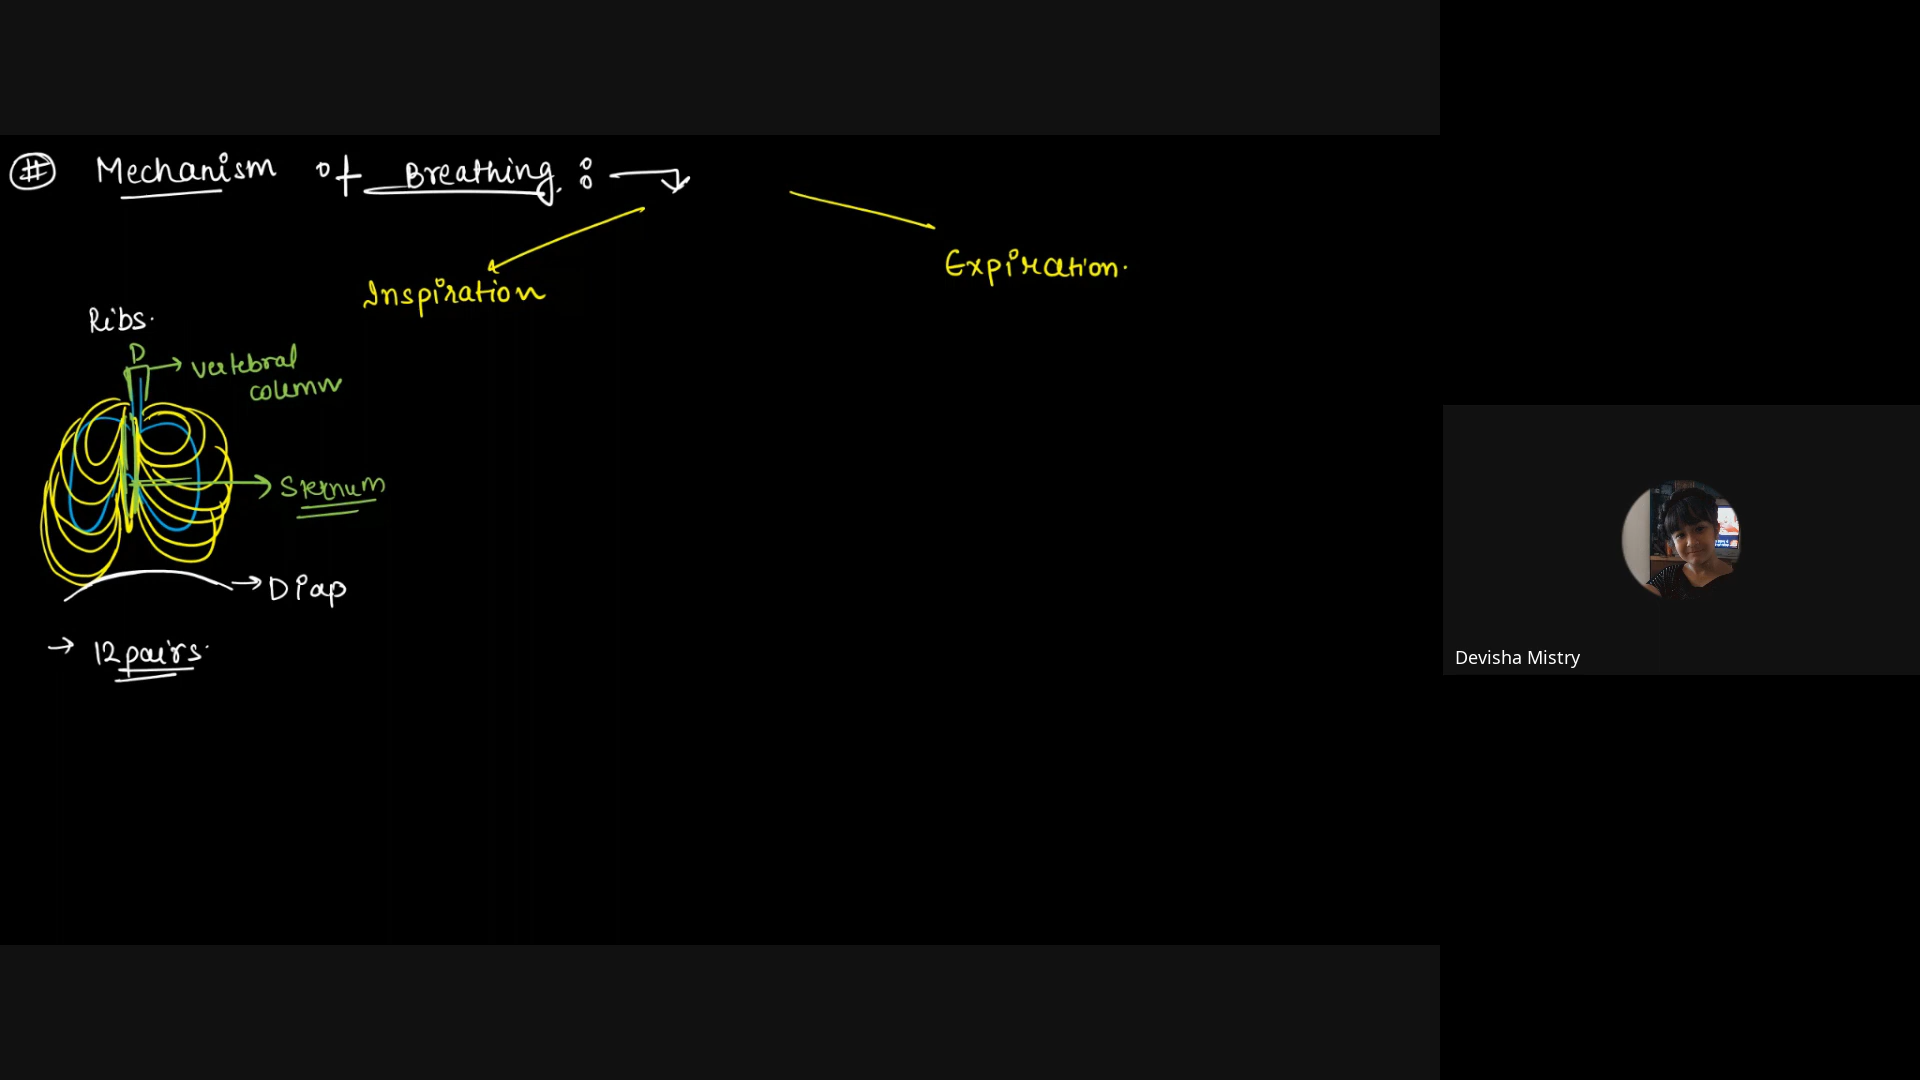 # Mechanism of Breathing :
Inspiration
Expiration.
Ribs.
D
vertebral
column
Sternum
Diap
12 pairs.
Devisha Mistry